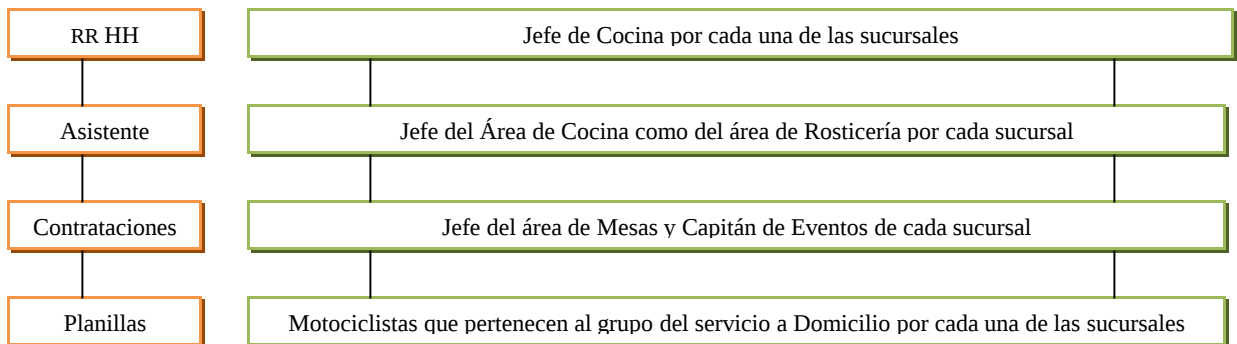 RR HH
Jefe de Cocina por cada una de las sucursales
Asistente
Jefe del Área de Cocina como del área de Rosticería por cada sucursal
Contrataciones
Jefe del área de Mesas y Capitán de Eventos de cada sucursal
Planillas
Motociclistas que pertenecen al grupo del servicio a Domicilio por cada una de las sucursales